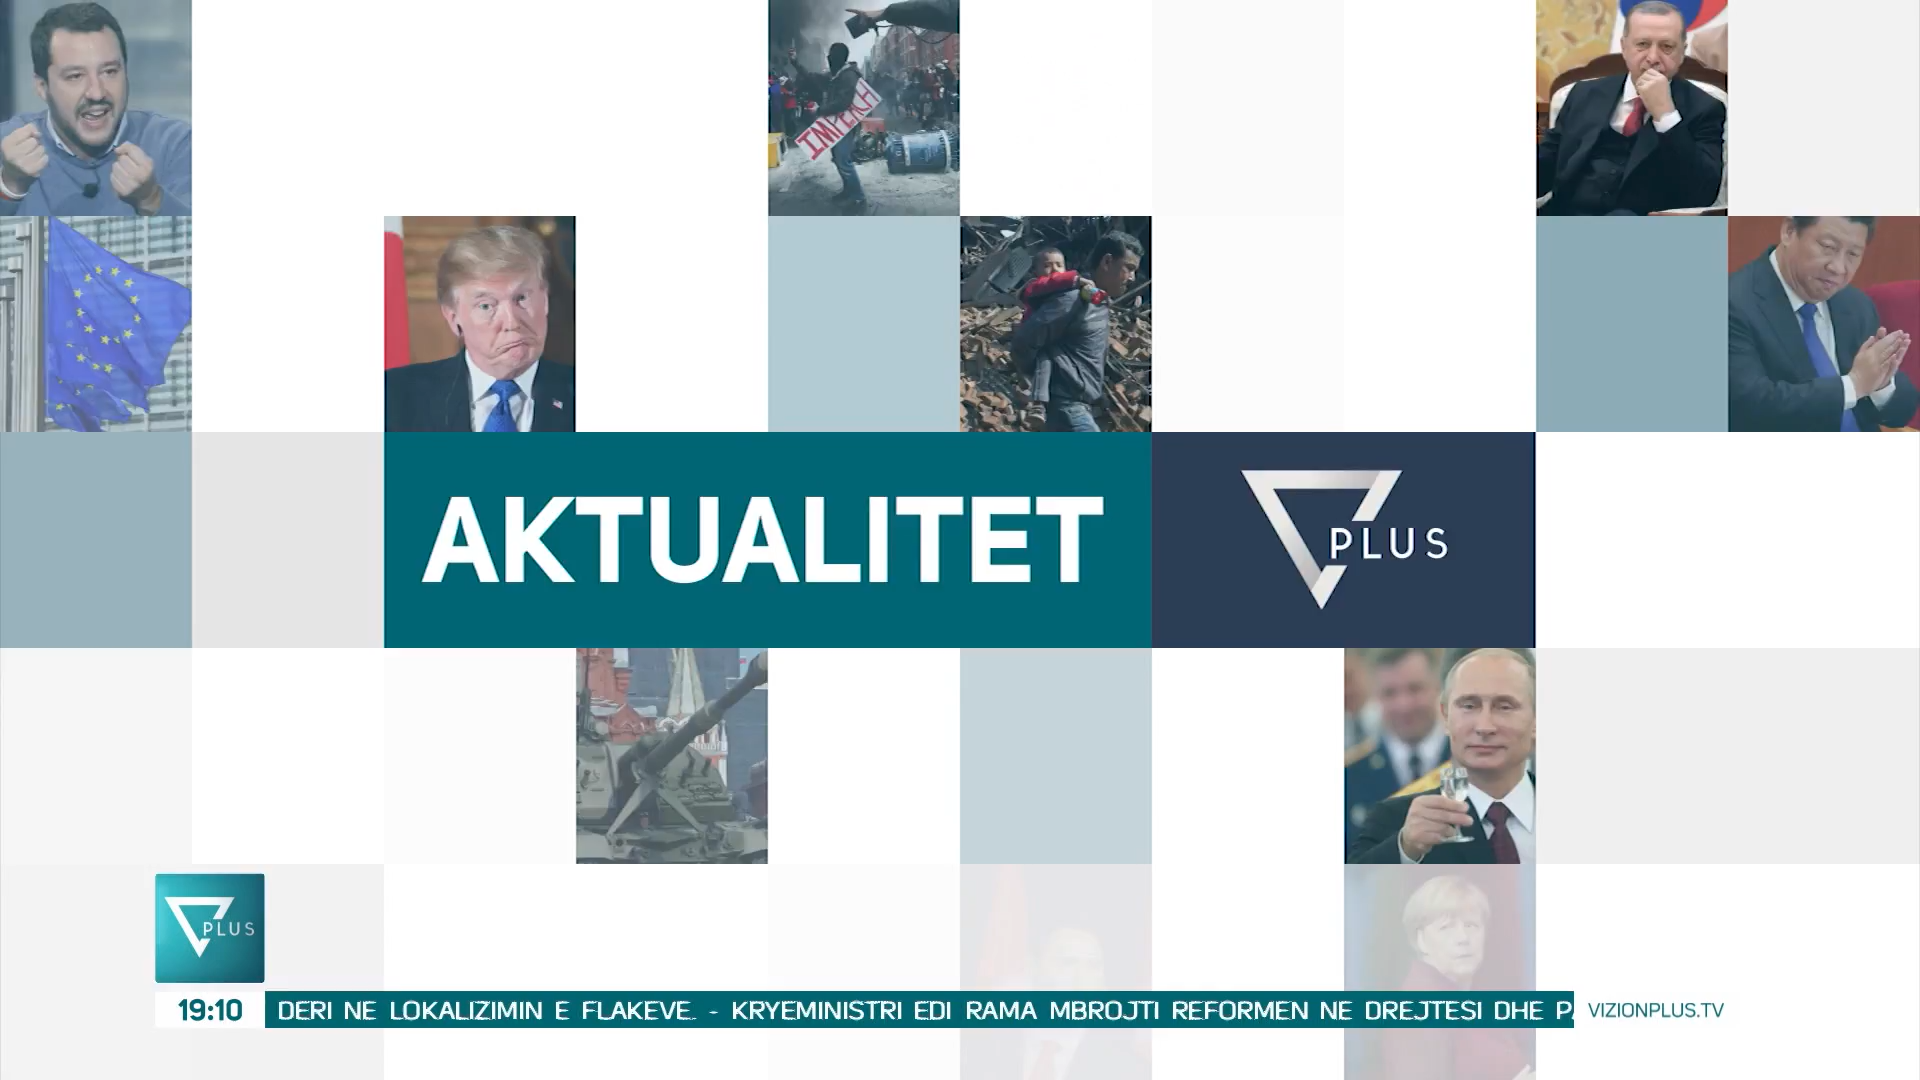 IMPEACH
AKTUALITET
PLUS
PLUS
19:10 DERI NE LOKALIZIMIN E FLAKEVE. - KRYEMINISTRI EDI RAMA MBROJTI REFORMEN NE DREJTESI DHE VIZIONPLUS.TV